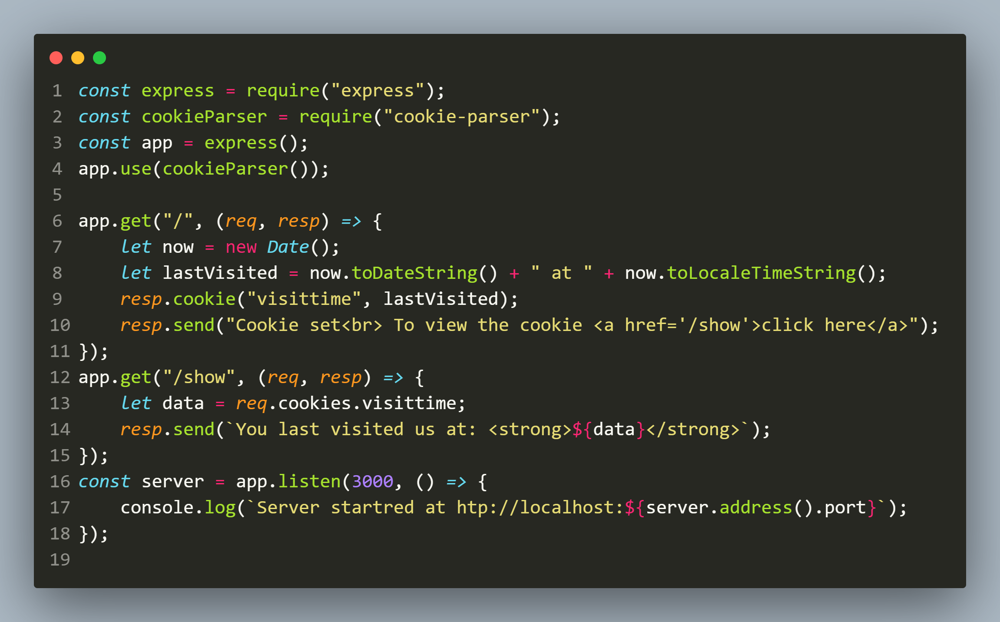 1 const express = require("express");
2 const cookieParser = require("cookie-parser");
3 const app = express();
4 app.use(cookieParser());
5
6 app.get("/", (req, resp) => {
7     let now = new Date();
8     let lastVisited = now.toDateString() + " at " + now.toLocaleTimeString();
9     resp.cookie("visittime", lastVisited);
10     resp.send("Cookie set<br> To view the cookie <a href='/show'>click here</a>");
11 });
12 app.get("/show", (req, resp) => {
13     let data = req.cookies.visittime;
14     resp.send(`You last visited us at: <strong>${data}</strong>`);
15 });
16 const server = app.listen(3000, () => {
17     console.log(`Server startred at htp://localhost:${server.address().port}`);
18 });
19